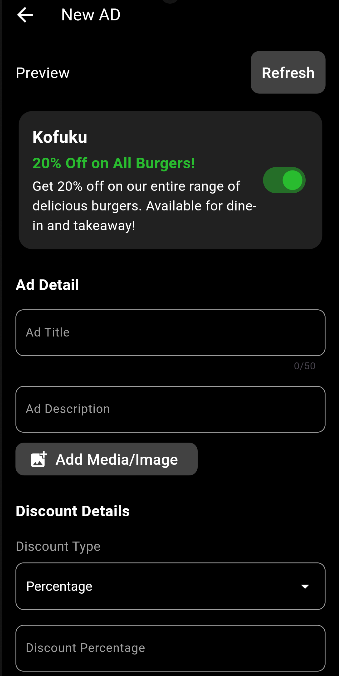 New AD
Preview
Refresh
Kofuku
20% Off on All Burgers!
Get 20% off on our entire range of
delicious burgers. Available for dine-
in and takeaway!
Ad Detail
Ad Title
0/50
Ad Description
Add Media/Image
Discount Details
Discount Type
Percentage
Discount Percentage